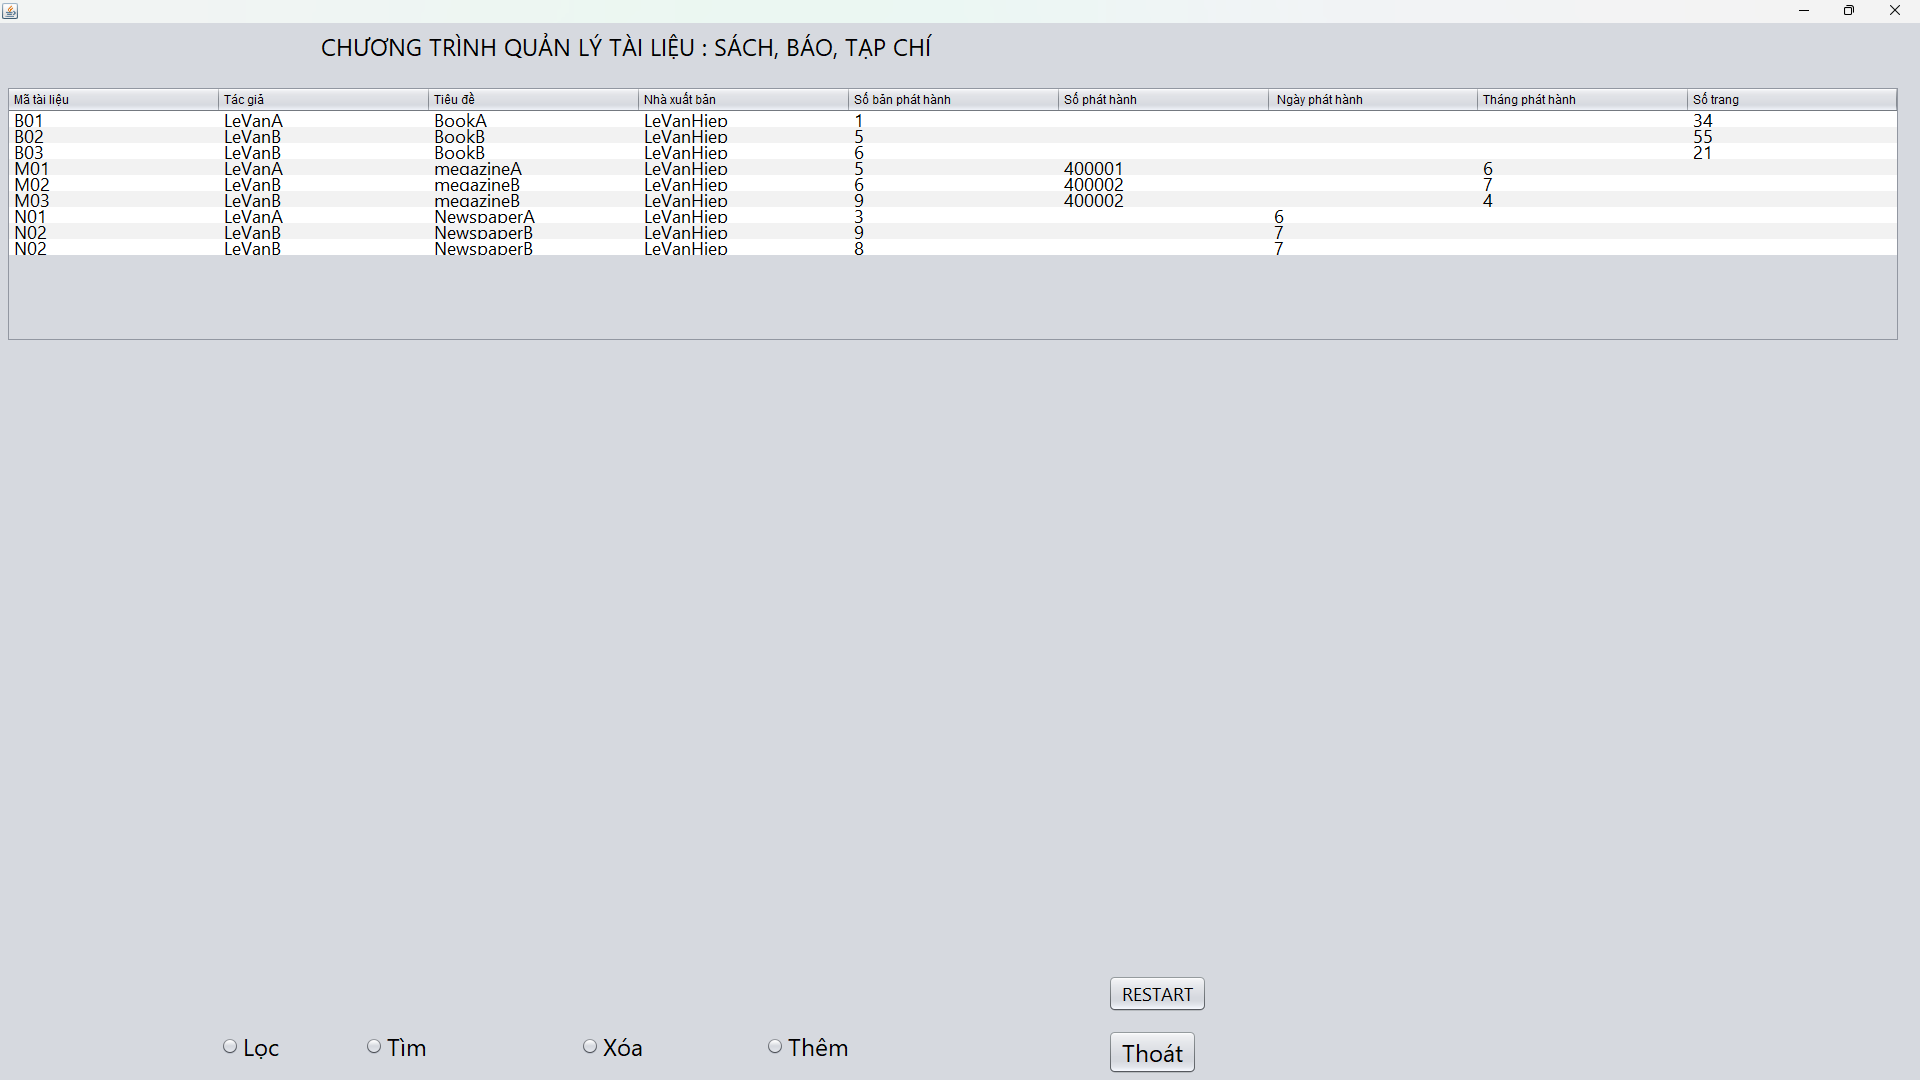 CHƯƠNG TRÌNH QUẢN LÝ TÀI LIỆU : SÁCH, BÁO, TẠP CHÍ
Mã tài liệu Tác giả Tiêu đề Nhà xuất bản Số bản phát hành Số phát hành Ngày phát hành Tháng phát hành Số trang
B01 LeVanA BookA LeVanHiep 1 34
B02 LeVanB BookB LeVanHiep 5 55
B03 LeVanB BookB LeVanHiep 6 21
M01 LeVanA megazineA LeVanHiep 5 400001 6
M02 LeVanB megazineB LeVanHiep 6 400002 7
M03 LeVanB megazineB LeVanHiep 9 400002 4
N01 LeVanA NewspaperA LeVanHiep 3 6
N02 LeVanB NewspaperB LeVanHiep 9 7
N02 LeVanB NewspaperB LeVanHiep 8 7
RESTART
Lọc Tìm Xóa Thêm Thoát